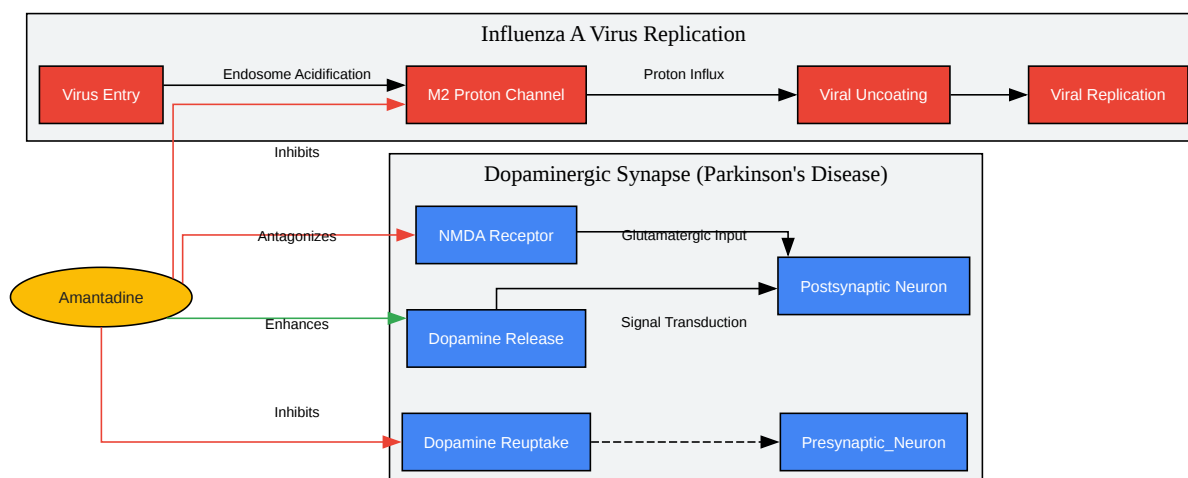 Influenza A Virus Replication
Virus Entry
Endosome Acidification
M2 Proton Channel
Proton Influx
Viral Uncoating
Viral Replication
Inhibits
Dopaminergic Synapse (Parkinson's Disease)
Antagonizes
NMDA Receptor
Glutamatergic Input
Postsynaptic Neuron
Amantadine
Enhances
Dopamine Release
Signal Transduction
Inhibits
Dopamine Reuptake
Presynaptic_Neuron